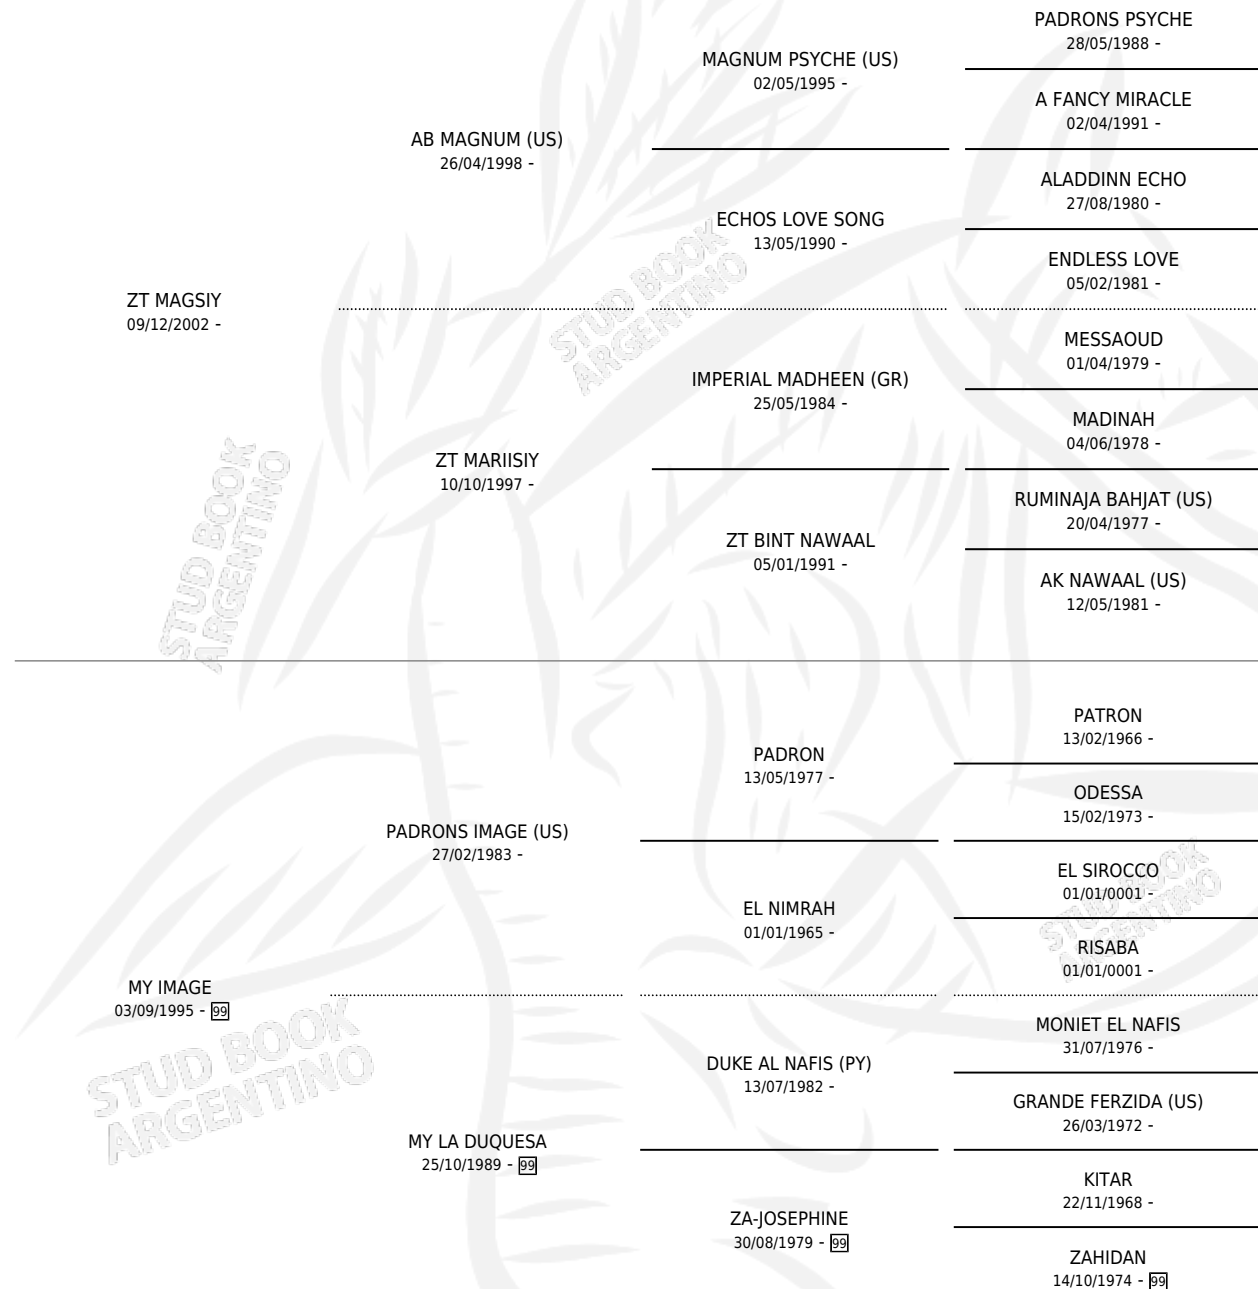 PADRONS PSYCHE
28/05/1988 -
MAGNUM PSYCHE (US)
02/05/1995 -
A FANCY MIRACLE
02/04/1991 -
AB MAGNUM (US)
26/04/1998 -
ALADDINN ECHO
27/08/1980 -
ECHOS LOVE SONG
13/05/1990 -
ENDLESS LOVE
05/02/1981 -
ZT MAGSIY
09/12/2002 -
STUD BOOK
ARGENTINO
MESSAOUD
01/04/1979 -
IMPERIAL MADHEEN (GR)
25/05/1984 -
MADINAH
04/06/1978 -
ZT MARIISIY
10/10/1997 -
RUMINAJA BAHJAT (US)
20/04/1977 -
ZT BINT NAWAAL
05/01/1991 -
AK NAWAAL (US)
12/05/1981 -
STUD BOOK
ARGENTINO
PATRON
13/02/1966 -
PADRON
13/05/1977 -
ODESSA
15/02/1973 -
PADRONS IMAGE (US)
27/02/1983 -
EL SIROCCO
01/01/0001 -
EL NIMRAH
01/01/1965 -
STUD BOOK
ARGENTINO
RISABA
01/01/0001 -
MY IMAGE
03/09/1995 - 99
MONIET EL NAFIS
31/07/1976 -
DUKE AL NAFIS (PY)
13/07/1982 -
STUD BOOK
ARGENTINO
GRANDE FERZIDA (US)
26/03/1972 -
MY LA DUQUESA
25/10/1989 - 99
KITAR
22/11/1968 -
ZA-JOSEPHINE
30/08/1979 - 99
ZAHIDAN
14/10/1974 - 99